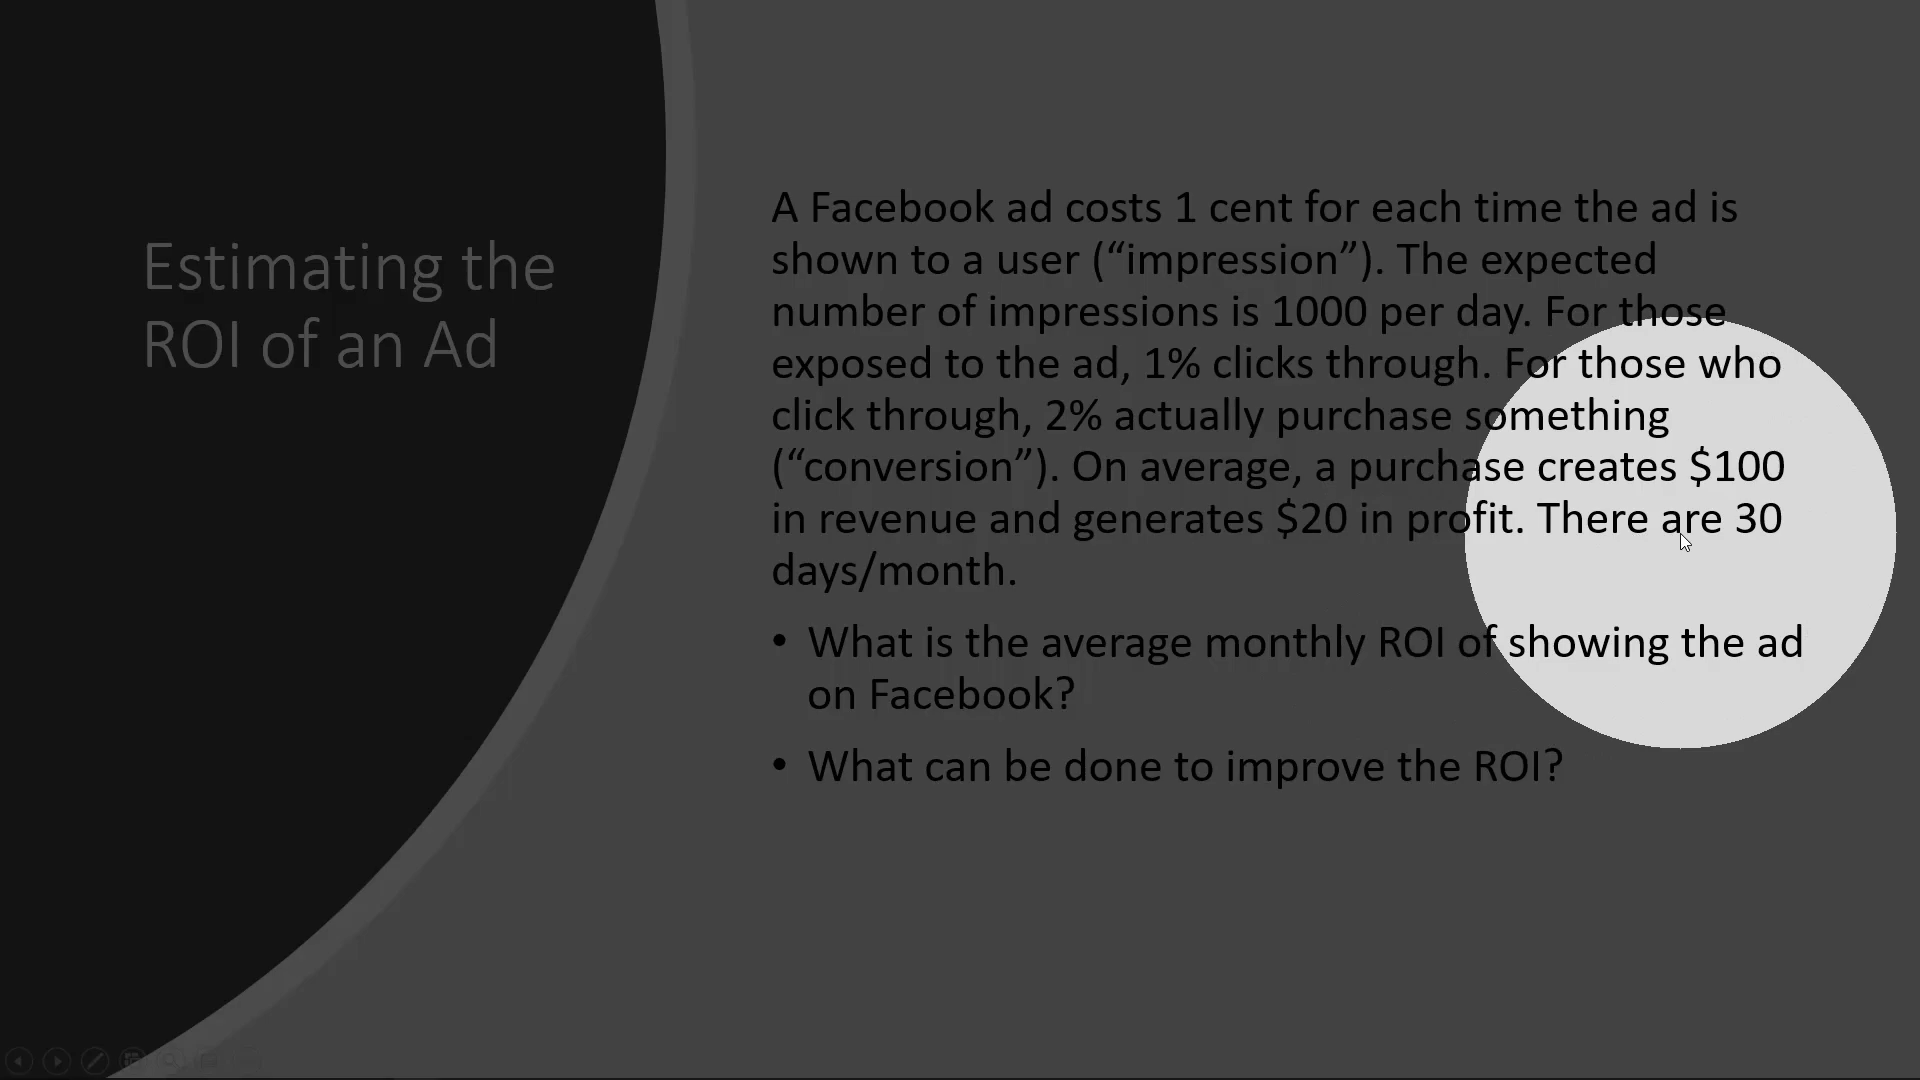 Estimating the
ROI of an Ad
A Facebook ad costs 1 cent for each time the ad is
shown to a user (“impression”). The expected
number of impressions is 1000 per day. For those
exposed to the ad, 1% clicks through. For those who
click through, 2% actually purchase something
(“conversion”). On average, a purchase creates $100
in revenue and generates $20 in profit. There are 30
days/month.
• What is the average monthly ROI of showing the ad
on Facebook?
• What can be done to improve the ROI?